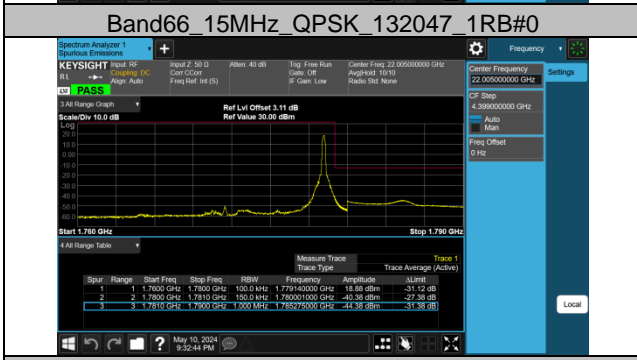 Band66_15MHz_QPSK_132047_1RB#0
Spectrum Analyzer 1
Spurious Emissions
Frequency
KEYSIGHT
Input: RF
Input Z: 50 Ω
Atten: 40 dB
Trig: Free Run
Center Freq: 22.005000000 GHz
R L
Coupling: DC
Corr CCorr
Gate: Off
Avg|Hold: 10/10
Align: Auto
Freq Ref: Int (S)
IF Gain: Low
Radio Std: None
PASS
Center Frequency
22.005000000 GHz
Settings
CF Step
4.399000000 GHz
Auto
Man
Freq Offset
0 Hz
3 All Range Graph
Ref Lvl Offset 3.11 dB
Scale/Div 10.0 dB
Ref Value 30.00 dBm
Log
20.0
10.0
0.00
-10.0
-20.0
-30.0
-40.0
-50.0
-60.0
Start 1.760 GHz
Stop 1.790 GHz
4 All Range Table
Measure Trace
Trace 1
Trace Type
Trace Average (Active)
Spur Range Start Freq Stop Freq RBW Frequency Amplitude ΔLimit
1 1 1.7600 GHz 1.7800 GHz 100.0 kHz 1.779140000 GHz 18.88 dBm -31.12 dB
2 2 1.7800 GHz 1.7810 GHz 150.0 kHz 1.780001000 GHz -40.38 dBm -27.38 dB
3 3 1.7810 GHz 1.7900 GHz 1.000 MHz 1.785275000 GHz -44.38 dBm -31.38 dB
Local
May 10, 2024
9:32:44 PM